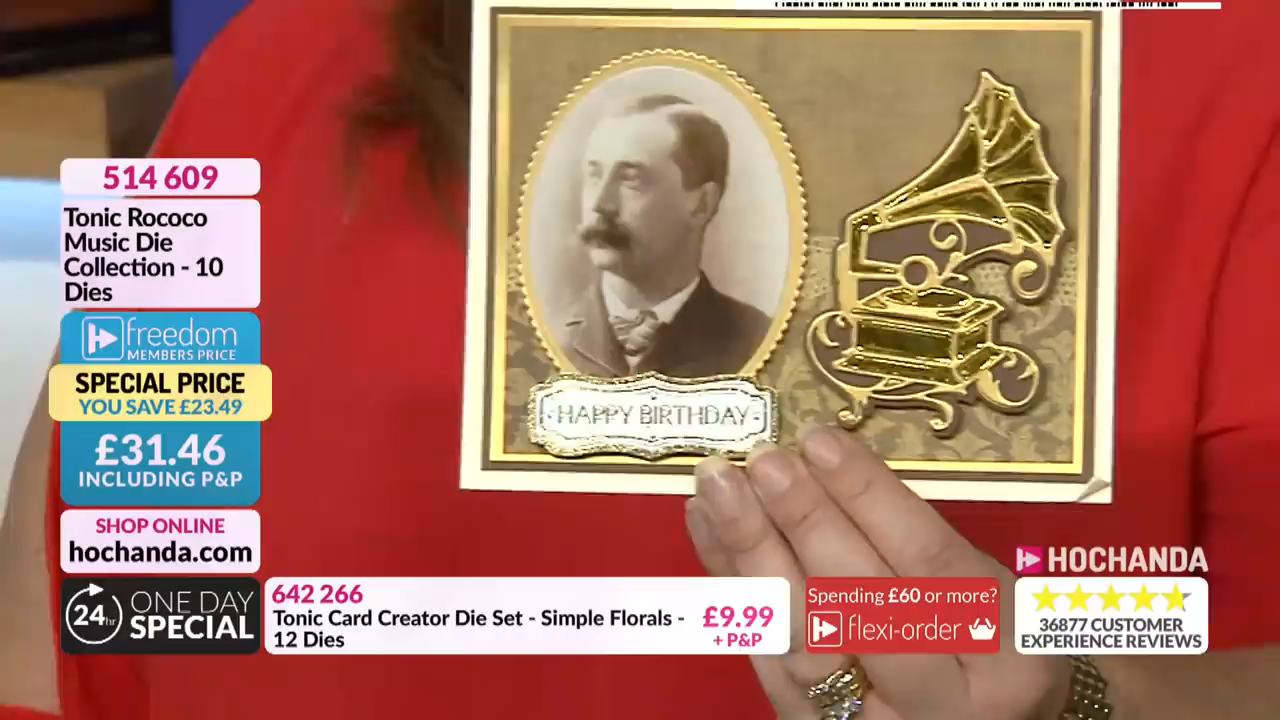 514 609
Tonic Rococo
Music Die
Collection - 10
Dies
freedom
MEMBERS PRICE
SPECIAL PRICE
YOU SAVE £23.49
£31.46
INCLUDING P&P
SHOP ONLINE
hochanda.com
24hr
ONE DAY
SPECIAL
642 266
Tonic Card Creator Die Set - Simple Florals -
12 Dies
£9.99
+ P&P
HAPPY BIRTHDAY
Spending £60 or more?
flexi-order
HOCHANDA
36877 CUSTOMER
EXPERIENCE REVIEWS